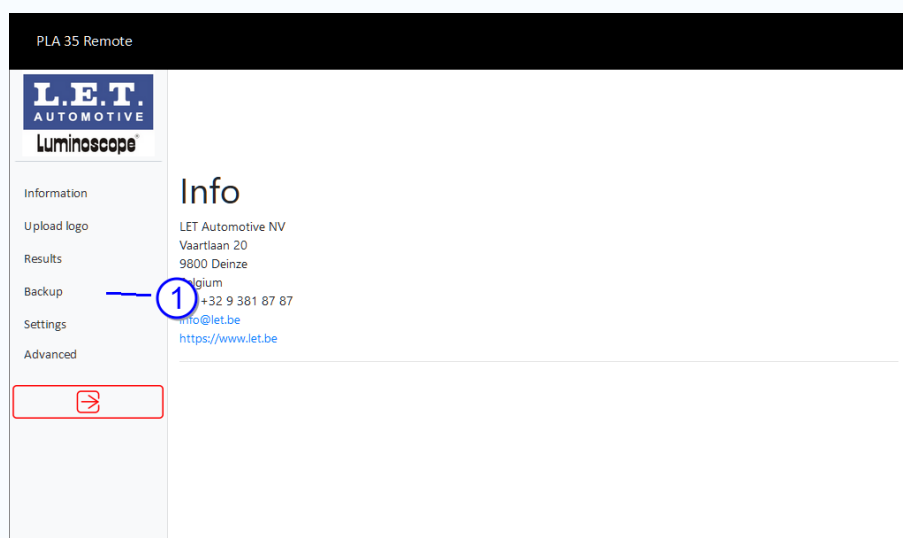 PLA 35 Remote
L.E.T.
AUTOMOTIVE
Luminoscope®
Information
Upload logo
Results
Backup
Settings
Advanced
1
Info
LET Automotive NV
Vaartlaan 20
9800 Deinze
+32 9 381 87 87
info@let.be
https://www.let.be